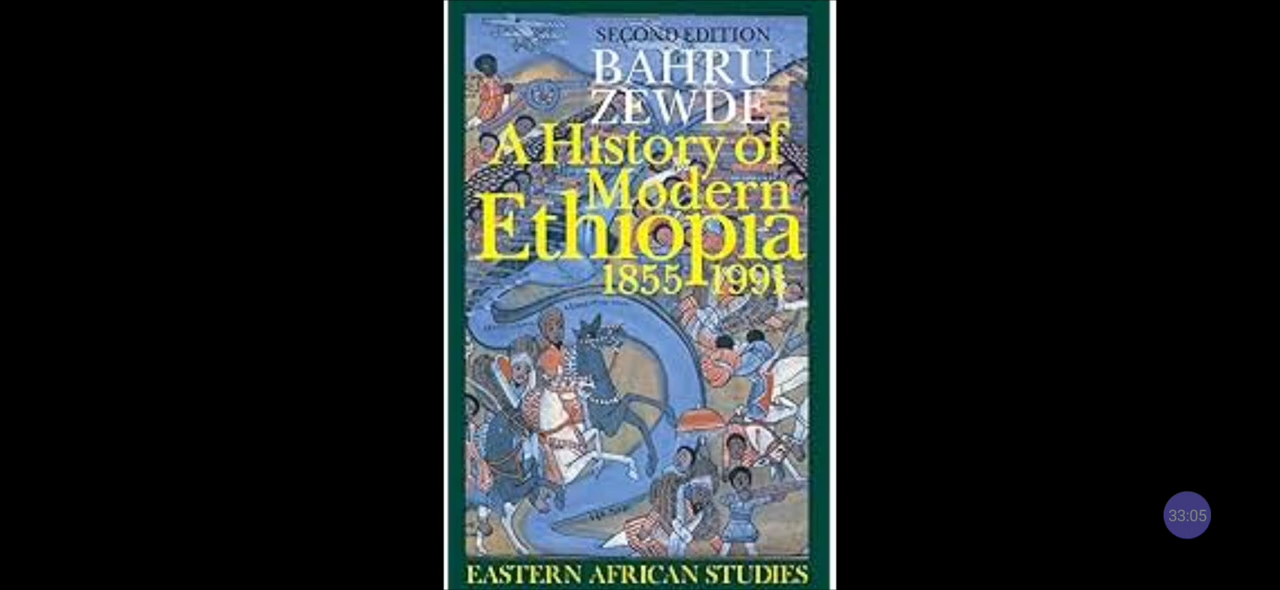 SECOND EDITION
BAHRU
ZEWDE
A History of
Modern
Ethiopia
1855-1991
EASTERN AFRICAN STUDIES
33:05